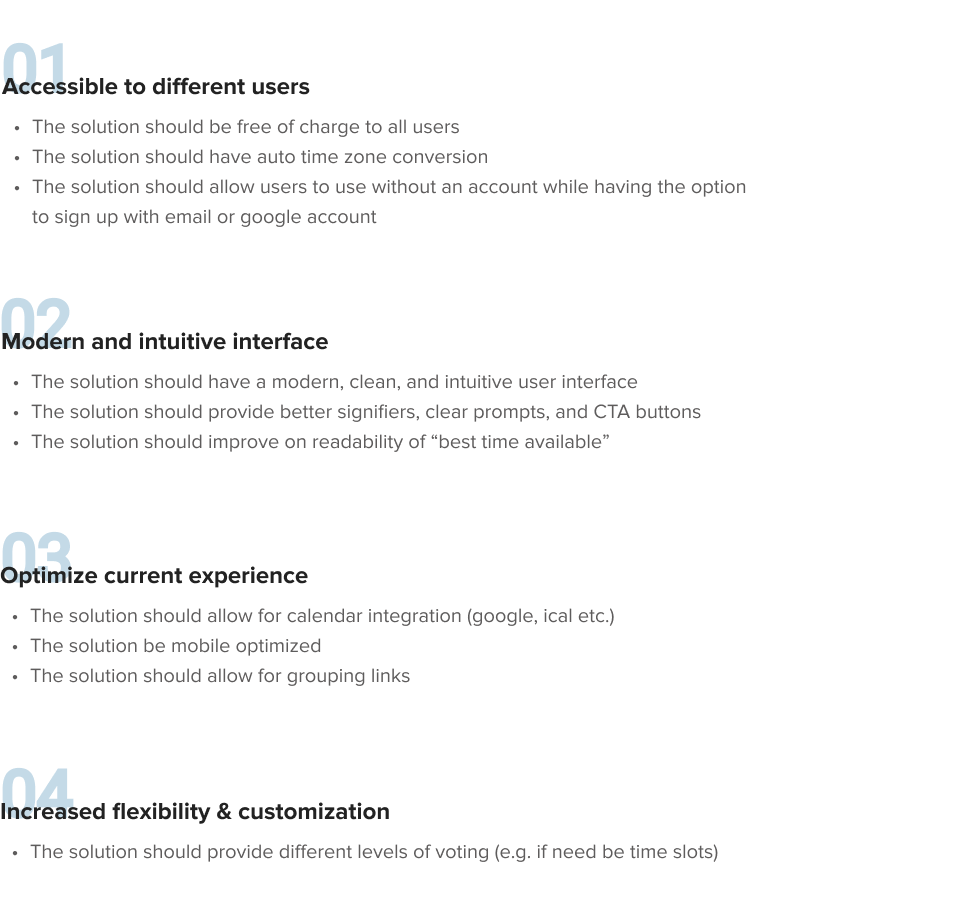 01
Accessible to different users
• The solution should be free of charge to all users
• The solution should have auto time zone conversion
• The solution should allow users to use without an account while having the option
to sign up with email or google account
02
Modern and intuitive interface
• The solution should have a modern, clean, and intuitive user interface
• The solution should provide better signifiers, clear prompts, and CTA buttons
• The solution should improve on readability of “best time available”
03
Optimize current experience
• The solution should allow for calendar integration (google, ical etc.)
• The solution be mobile optimized
• The solution should allow for grouping links
04
Increased flexibility & customization
• The solution should provide different levels of voting (e.g. if need be time slots)